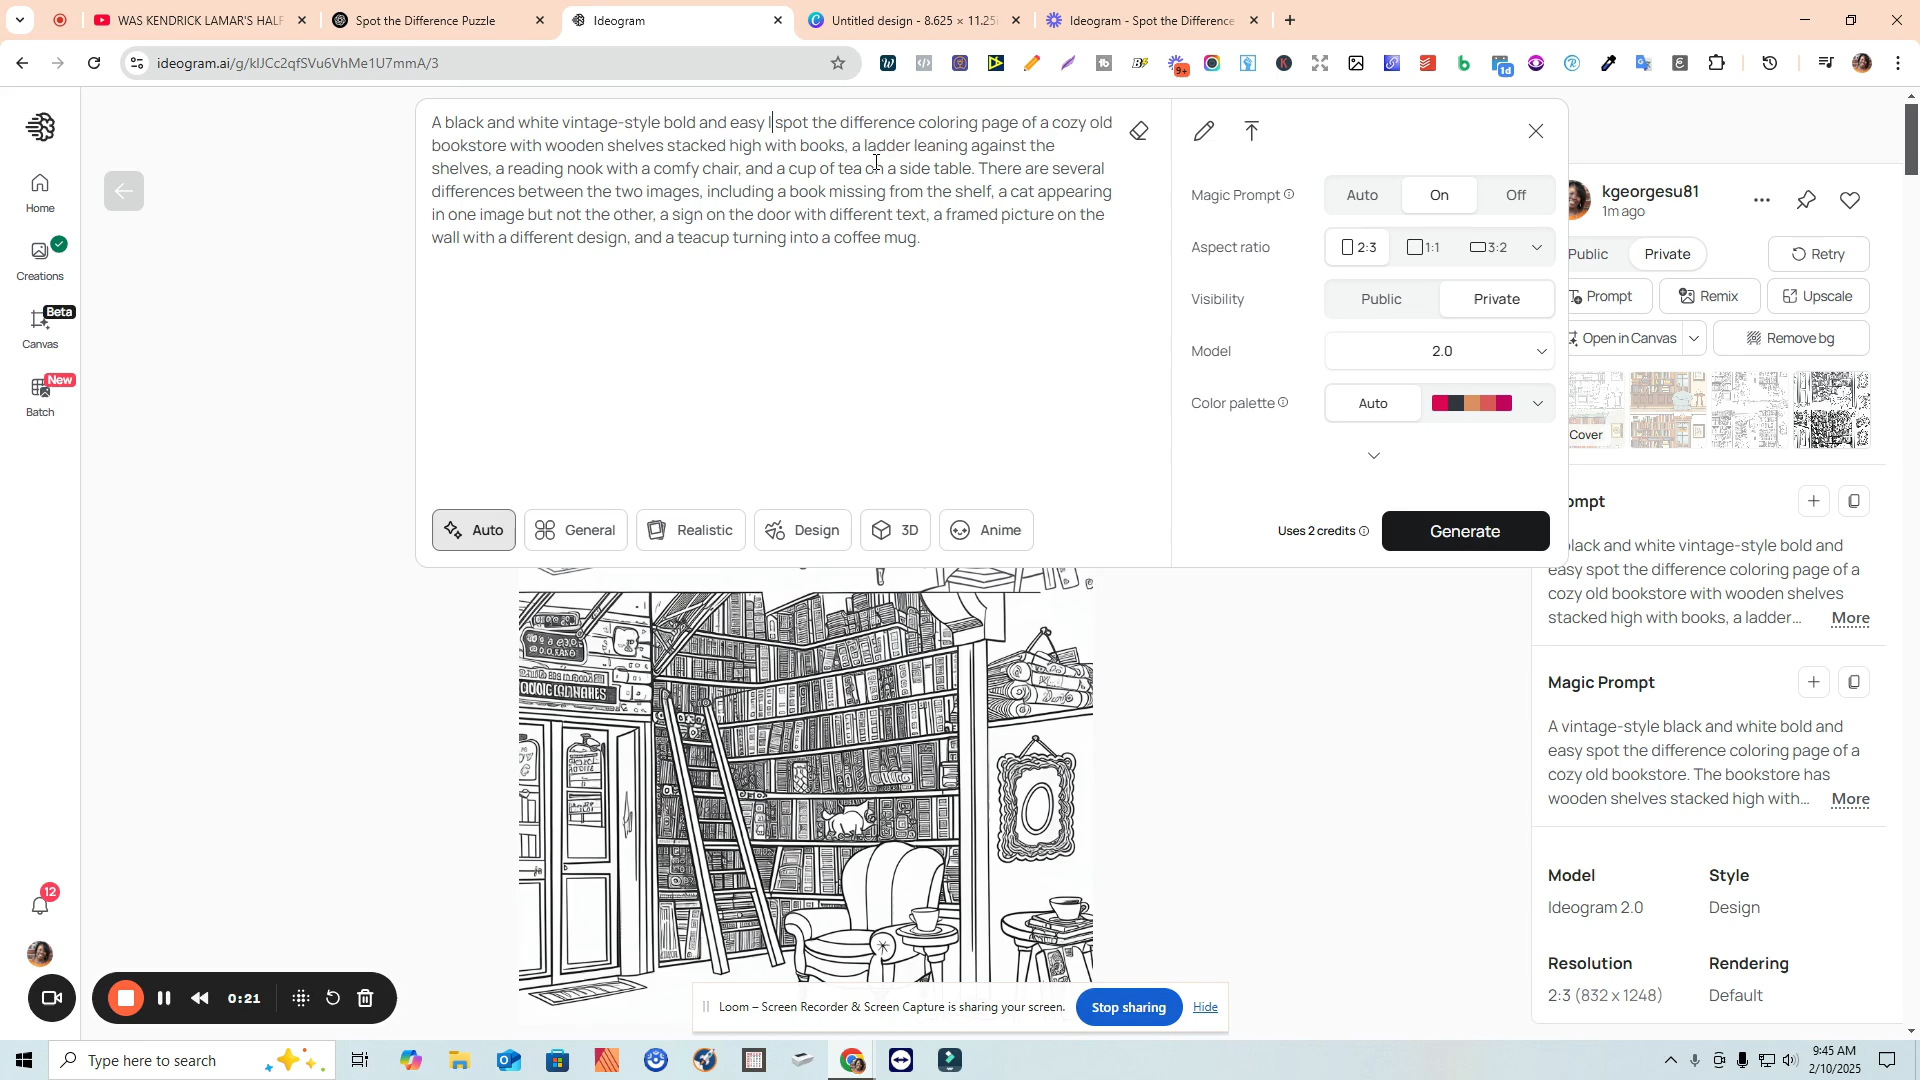 WAS KENDRICK LAMAR'S HALF
Spot the Difference Puzzle
Ideogram
Untitled design - 8.625 × 11.25i
Ideogram - Spot the Difference
ideogram.ai/g/kIJCc2qfSVu6VhMe1U7mmA/3
9+
1d
Home
Creations
Beta
Canvas
New
Batch
12
A black and white vintage-style bold and easy l spot the difference coloring page of a cozy old
bookstore with wooden shelves stacked high with books, a ladder leaning against the
shelves, a reading nook with a comfy chair, and a cup of tea on a side table. There are several
differences between the two images, including a book missing from the shelf, a cat appearing
in one image but not the other, a sign on the door with different text, a framed picture on the
wall with a different design, and a teacup turning into a coffee mug.
Auto
General
Realistic
Design
3D
Anime
Magic Prompt
Auto
On
Off
Aspect ratio
2:3
1:1
3:2
Visibility
Public
Private
Model
2.0
Color palette
Auto
Uses 2 credits
Generate
kgeorgesu81
1m ago
Public
Private
Retry
Prompt
Remix
Upscale
Open in Canvas
Remove bg
Cover
ompt
black and white vintage-style bold and
easy spot the difference coloring page of a
cozy old bookstore with wooden shelves
stacked high with books, a ladder...
More
Magic Prompt
A vintage-style black and white bold and
easy spot the difference coloring page of a
cozy old bookstore. The bookstore has
wooden shelves stacked high with...
More
Model
Style
Ideogram 2.0
Design
Resolution
Rendering
2:3 (832 x 1248)
Default
0:21
Loom – Screen Recorder & Screen Capture is sharing your screen.
Stop sharing
Hide
Type here to search
9:45 AM
2/10/2025